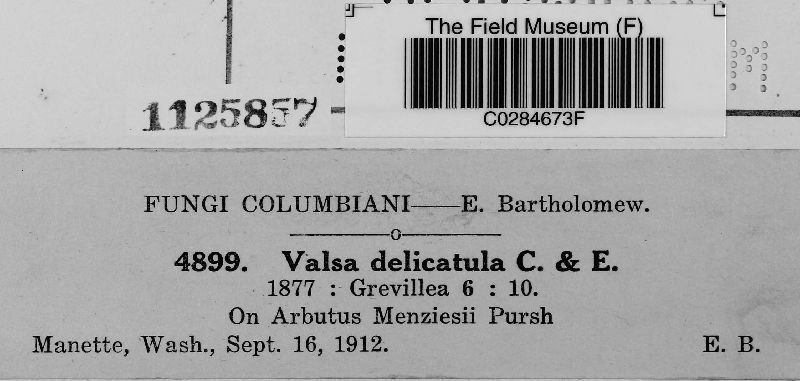 The Field Museum (F)
C0284673F
1125857
FUNGI COLUMBIANI——E. Bartholomew.
4899. Valsa delicatula C. & E.
1877 : Grevillea 6 : 10.
On Arbutus Menziesii Pursh
Manette, Wash., Sept. 16, 1912. E. B.